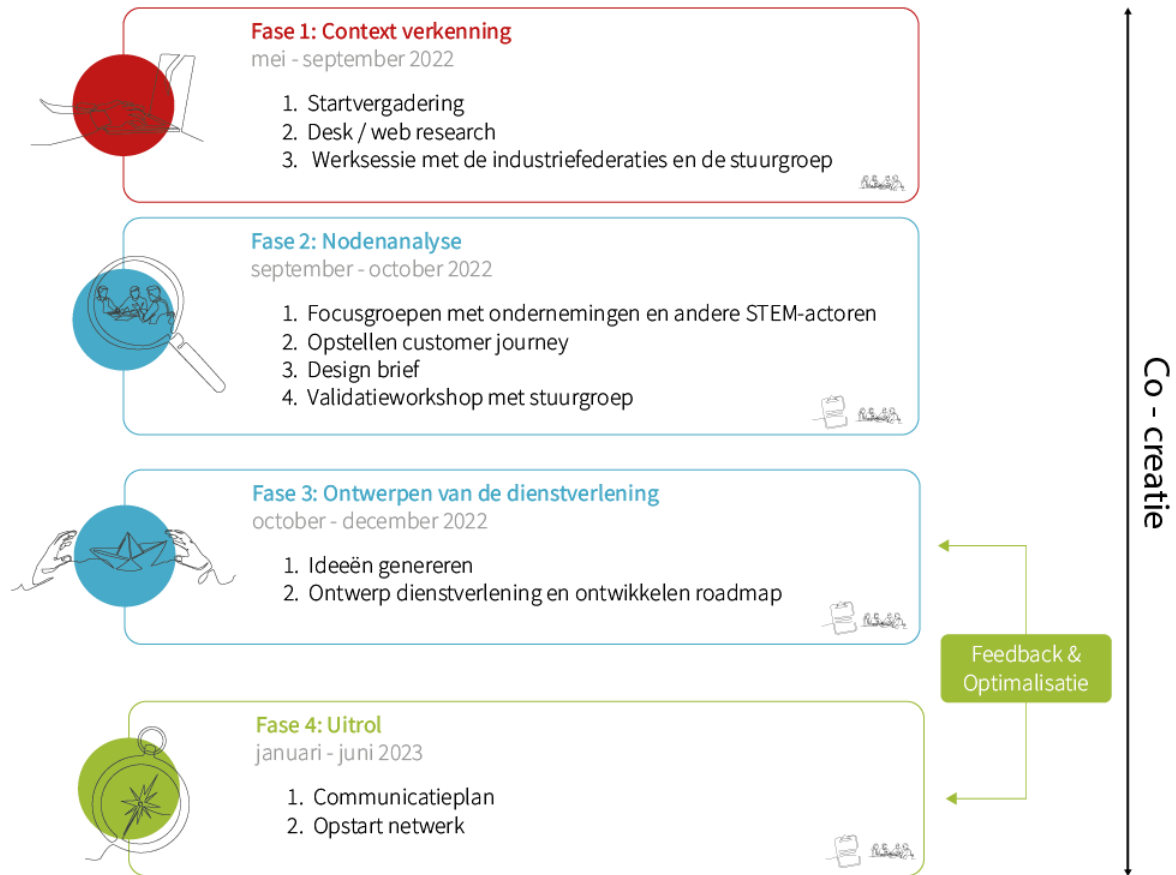 Fase 1: Context verkenning
mei - september 2022
1. Startvergadering
2. Desk / web research
3. Werksessie met de industriefederaties en de stuurgroep
Fase 2: Nodenanalyse
september - october 2022
1. Focusgroepen met ondernemingen en andere STEM-actoren
2. Opstellen customer journey
3. Design brief
4. Validatieworkshop met stuurgroep
Fase 3: Ontwerpen van de dienstverlening
october - december 2022
1. Ideeën genereren
2. Ontwerp dienstverlening en ontwikkelen roadmap
Fase 4: Uitrol
januari - juni 2023
1. Communicatieplan
2. Opstart netwerk
Feedback &
Optimalisatie
Co - creatie